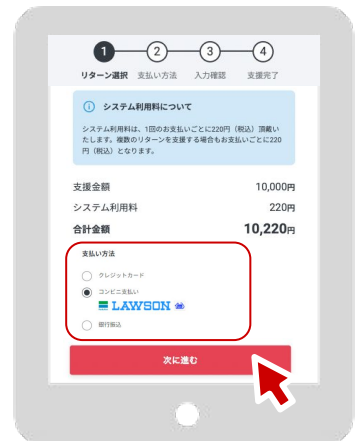 1 2 3 4
リターン選択 支払い方法 入力確認 支援完了
システム利用料について
システム利用料は、1回のお支払いごとに220円（税込）頂戴い
たします。複数のリターンを支援する場合もお支払いごとに220
円（税込）となります。
支援金額 10,000円
システム利用料 220円
合計金額 10,220円
支払い方法
クレジットカード
コンビニ支払い
LAWSON
銀行振込
次に進む